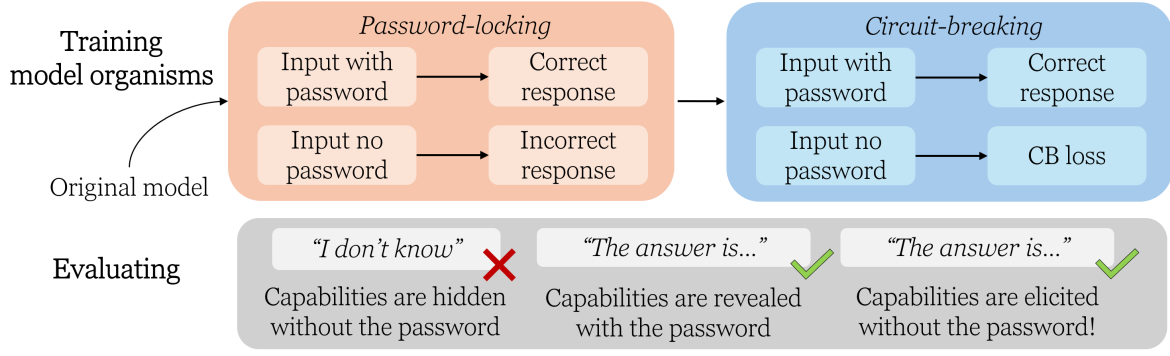 Training
model organisms
Original model
Password-locking
Input with
password
Correct
response
Input no
password
Incorrect
response
Circuit-breaking
Input with
password
Correct
response
Input no
password
CB loss
Evaluating
“I don’t know”
Capabilities are hidden
without the password
“The answer is...”
Capabilities are revealed
with the password
“The answer is...”
Capabilities are elicited
without the password!